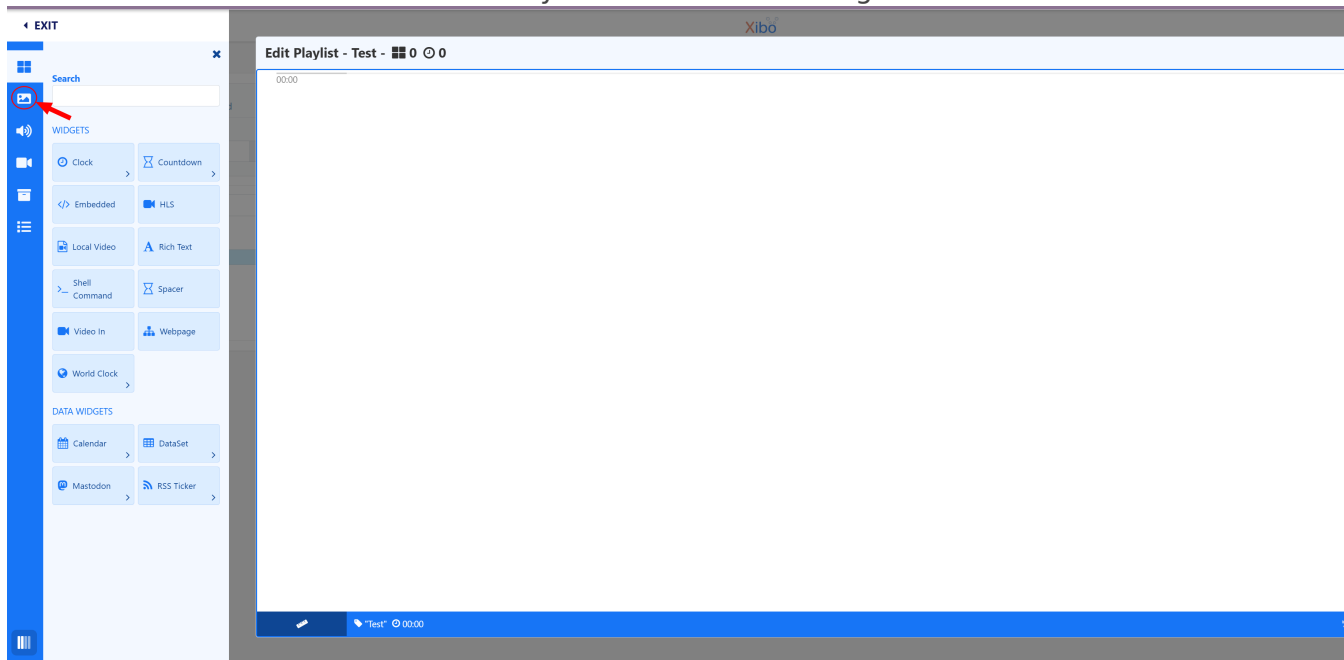 EXIT
Xibo
Edit Playlist - Test - 0 0
00:00
Search
WIDGETS
Clock
Countdown
Embedded
HLS
Local Video
Rich Text
Shell
Command
Spacer
Video In
Webpage
World Clock
DATA WIDGETS
Calendar
DataSet
Mastodon
RSS Ticker
"Test" 00:00